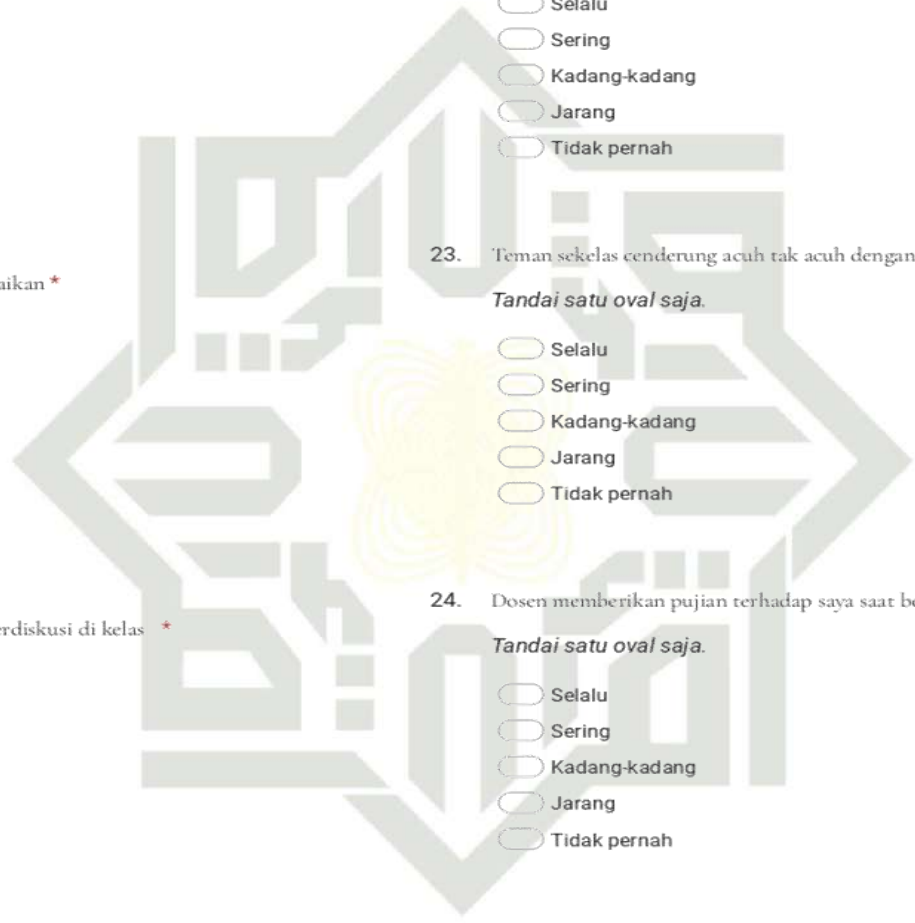 Selalu
Sering
Kadang-kadang
Jarang
Tidak pernah
23. Teman sekelas cenderung acuh tak acuh dengan
aikan *
Tandai satu oval saja.
Selalu
Sering
Kadang-kadang
Jarang
Tidak pernah
24. Dosen memberikan pujian terhadap saya saat be
erdiskusi di kelas *
Tandai satu oval saja.
Selalu
Sering
Kadang-kadang
Jarang
Tidak pernah